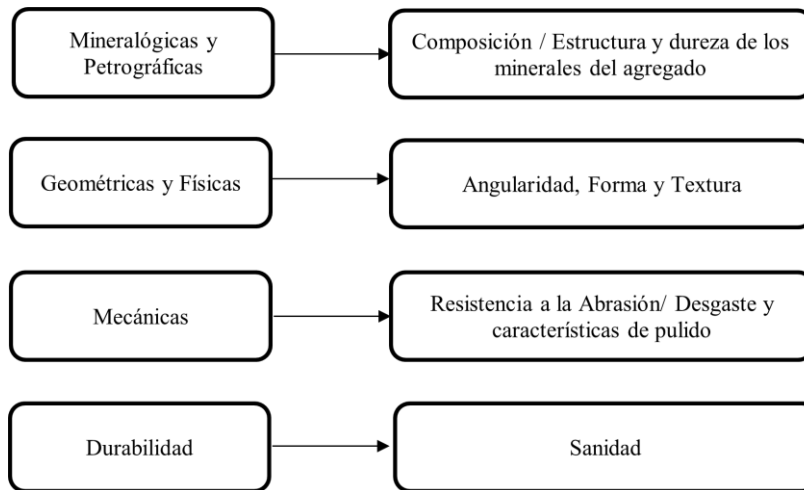 Mineralógicas y
Petrográficas
Composición / Estructura y dureza de los
minerales del agregado
Geométricas y Físicas
Angularidad, Forma y Textura
Mecánicas
Resistencia a la Abrasión/ Desgaste y
características de pulido
Durabilidad
Sanidad